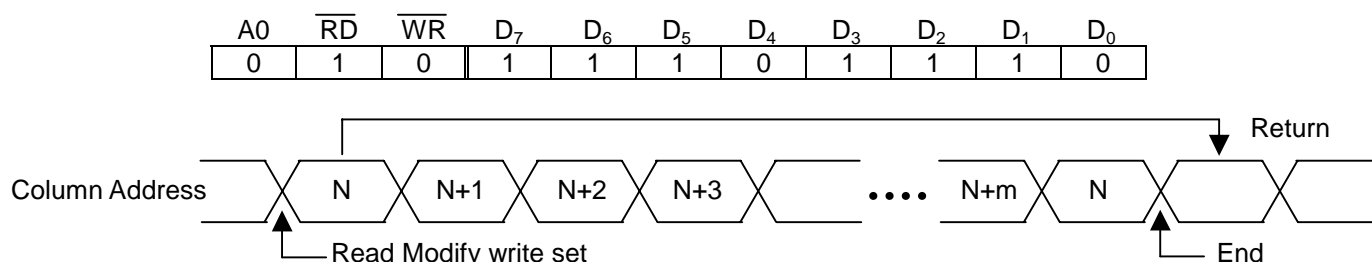 A0 RD WR D7 D6 D5 D4 D3 D2 D1 D0
0 1 0 1 1 1 0 1 1 1 0
Return
Column Address N N+1 N+2 N+3 •••• N+m N
Read Modify write set End